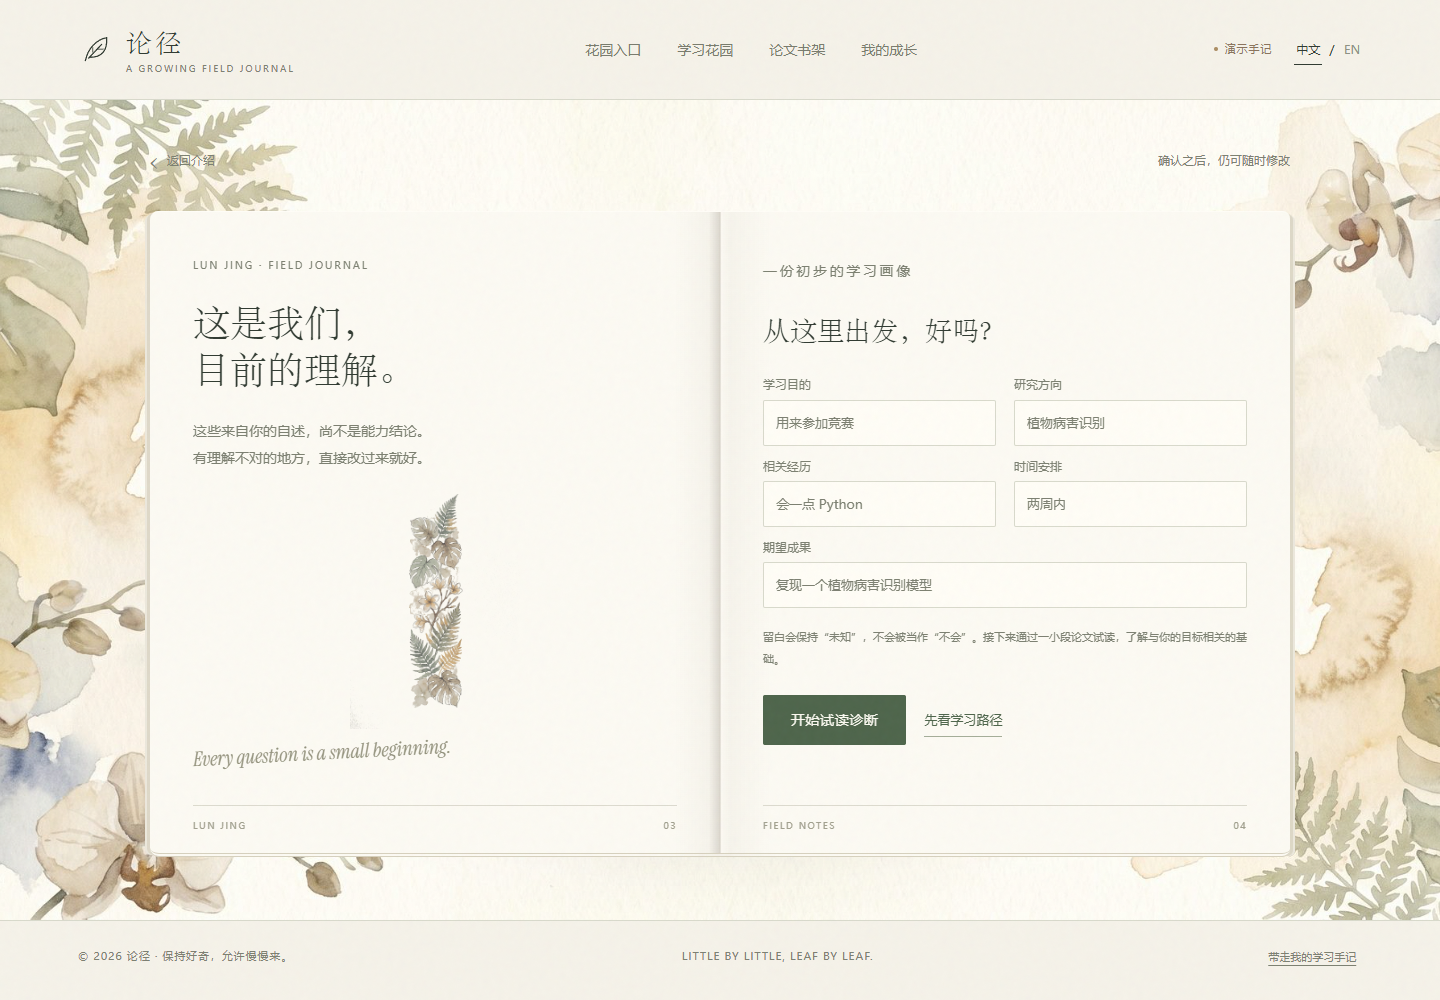 论径
A GROWING FIELD JOURNAL
花园入口
学习花园
论文书架
我的成长
演示手记
中文 / EN
返回介绍
确认之后，仍可随时修改
LUN JING · FIELD JOURNAL
这是我们，
目前的理解。
这些来自你的自述，尚不是能力结论。
有理解不对的地方，直接改过来就好。
Every question is a small beginning.
LUN JING
03
一份初步的学习画像
从这里出发，好吗？
学习目的
研究方向
用来参加竞赛
植物病害识别
相关经历
时间安排
会一点 Python
两周内
期望成果
复现一个植物病害识别模型
留白会保持“未知”，不会被当作“不会”。接下来通过一小段论文试读，了解与你的目标相关的基
础。
开始试读诊断
先看学习路径
FIELD NOTES
04
© 2026 论径 · 保持好奇，允许慢慢来。
LITTLE BY LITTLE, LEAF BY LEAF.
带走我的学习手记